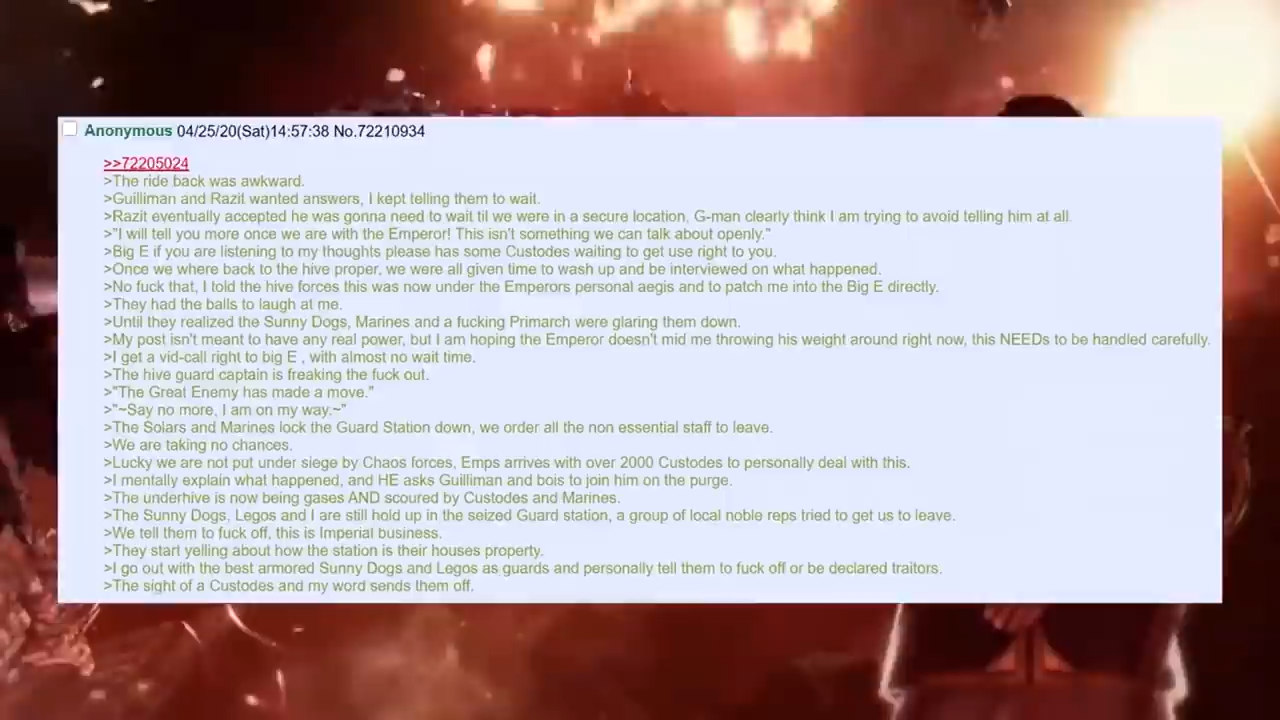 Anonymous 04/25/20(Sat)14:57:38 No.72210934
>>72205024
>The ride back was awkward.
>Guilliman and Razit wanted answers, I kept telling them to wait.
>Razit eventually accepted he was gonna need to wait til we were in a secure location, G-man clearly think I am trying to avoid telling him at all.
>"I will tell you more once we are with the Emperor! This isn't something we can talk about openly."
>Big E if you are listening to my thoughts please has some Custodes waiting to get use right to you.
>Once we where back to the hive proper, we were all given time to wash up and be interviewed on what happened.
>No fuck that, I told the hive forces this was now under the Emperors personal aegis and to patch me into the Big E directly.
>They had the balls to laugh at me.
>Until they realized the Sunny Dogs, Marines and a fucking Primarch were glaring them down.
>My post isn't meant to have any real power, but I am hoping the Emperor doesn't mid me throwing his weight around right now, this NEEDs to be handled carefully.
>I get a vid-call right to big E , with almost no wait time.
>The hive guard captain is freaking the fuck out.
>"The Great Enemy has made a move."
>"~Say no more, I am on my way.~"
>The Solars and Marines lock the Guard Station down, we order all the non essential staff to leave.
>We are taking no chances.
>Lucky we are not put under siege by Chaos forces, Emps arrives with over 2000 Custodes to personally deal with this.
>I mentally explain what happened, and HE asks Guilliman and bois to join him on the purge.
>The underhive is now being gases AND scoured by Custodes and Marines.
>The Sunny Dogs, Legos and I are still hold up in the seized Guard station, a group of local noble reps tried to get us to leave.
>We tell them to fuck off, this is Imperial business.
>They start yelling about how the station is their houses property.
>I go out with the best armored Sunny Dogs and Legos as guards and personally tell them to fuck off or be declared traitors.
>The sight of a Custodes and my word sends them off.